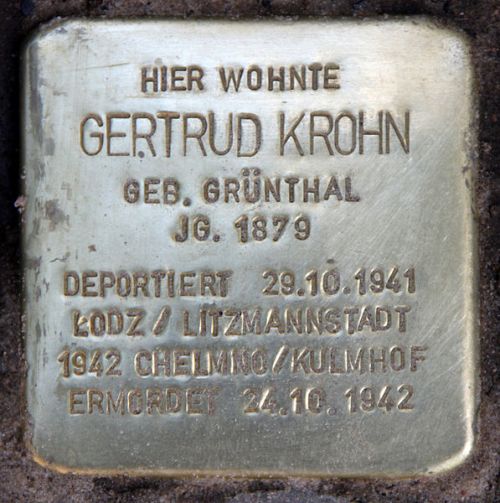 HIER WOHNTE
GERTRUD KROHN
GEB. GRÜNTHAL
JG. 1879
DEPORTIERT 29.10.1941
ŁODZ / LITZMANNSTADT
1942 CHELMNO/KULMHOF
ERMORDET 24.10.1942